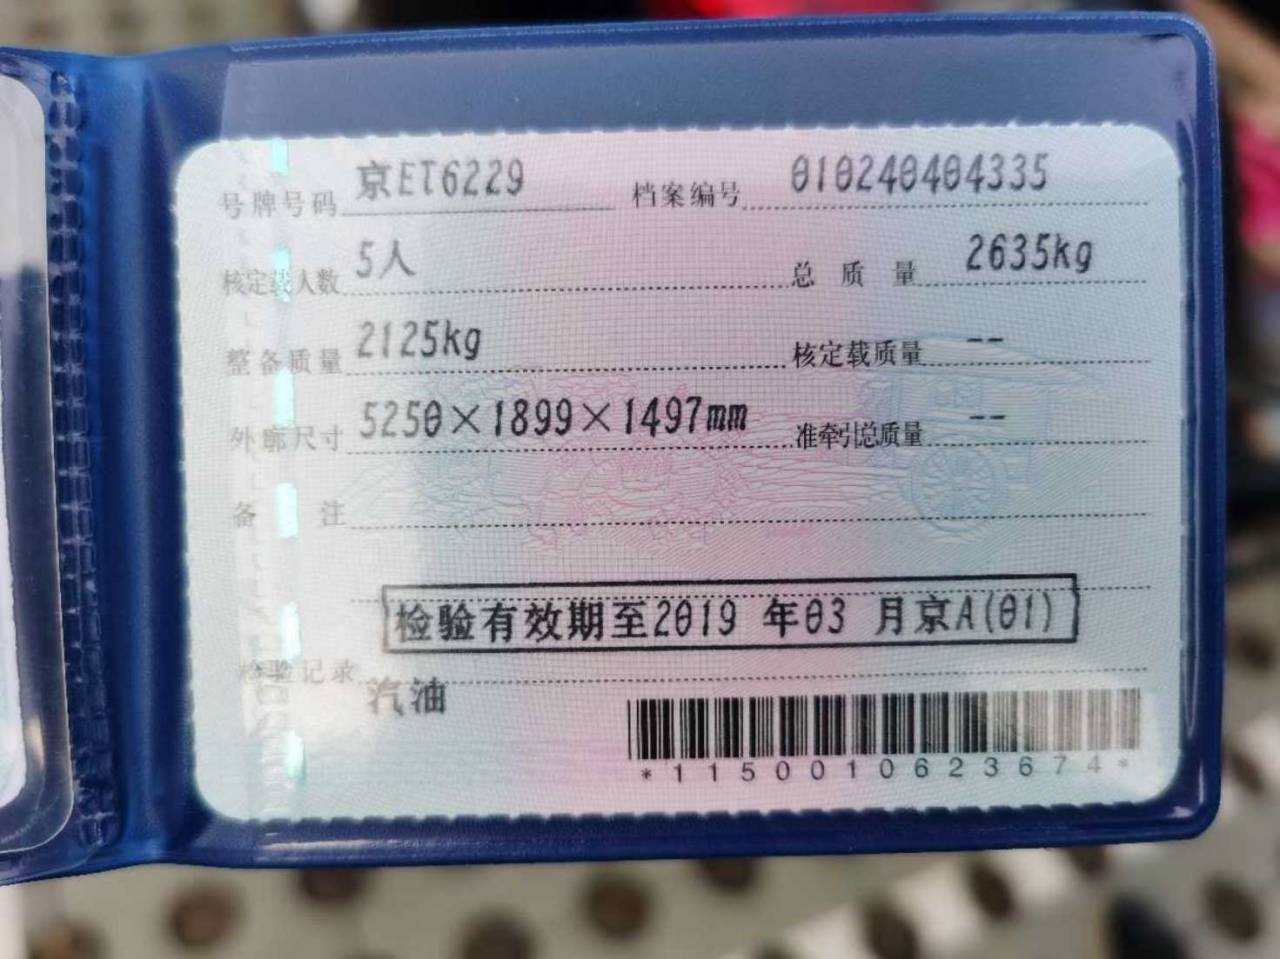 号牌号码 京ET6229 档案编号 010240404335
核定载人数 5人 总质量 2635kg
整备质量 2125kg 核定载质量 --
外廓尺寸 5250×1899×1497mm 准牵引总质量 --
备注
检验有效期至2019 年03 月京A(01)
检验记录
汽油
*1150010623674*